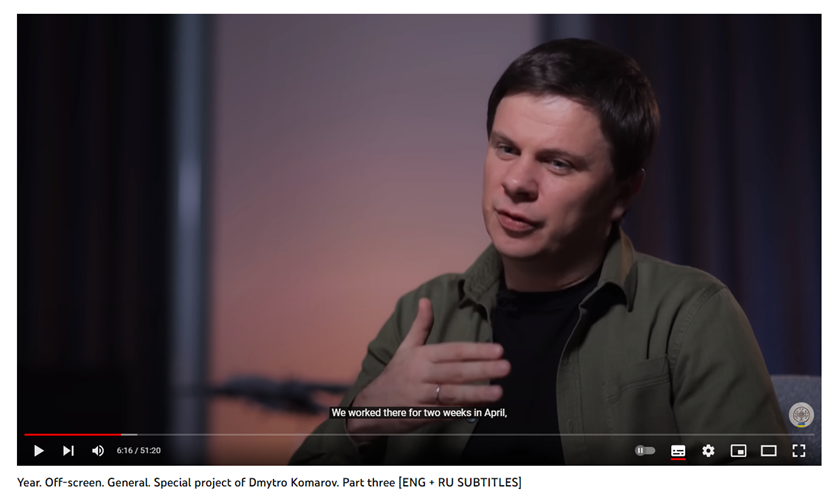 We worked there for two weeks in April,
6:16 / 51:20
Year. Off-screen. General. Special project of Dmytro Komarov. Part three [ENG + RU SUBTITLES]